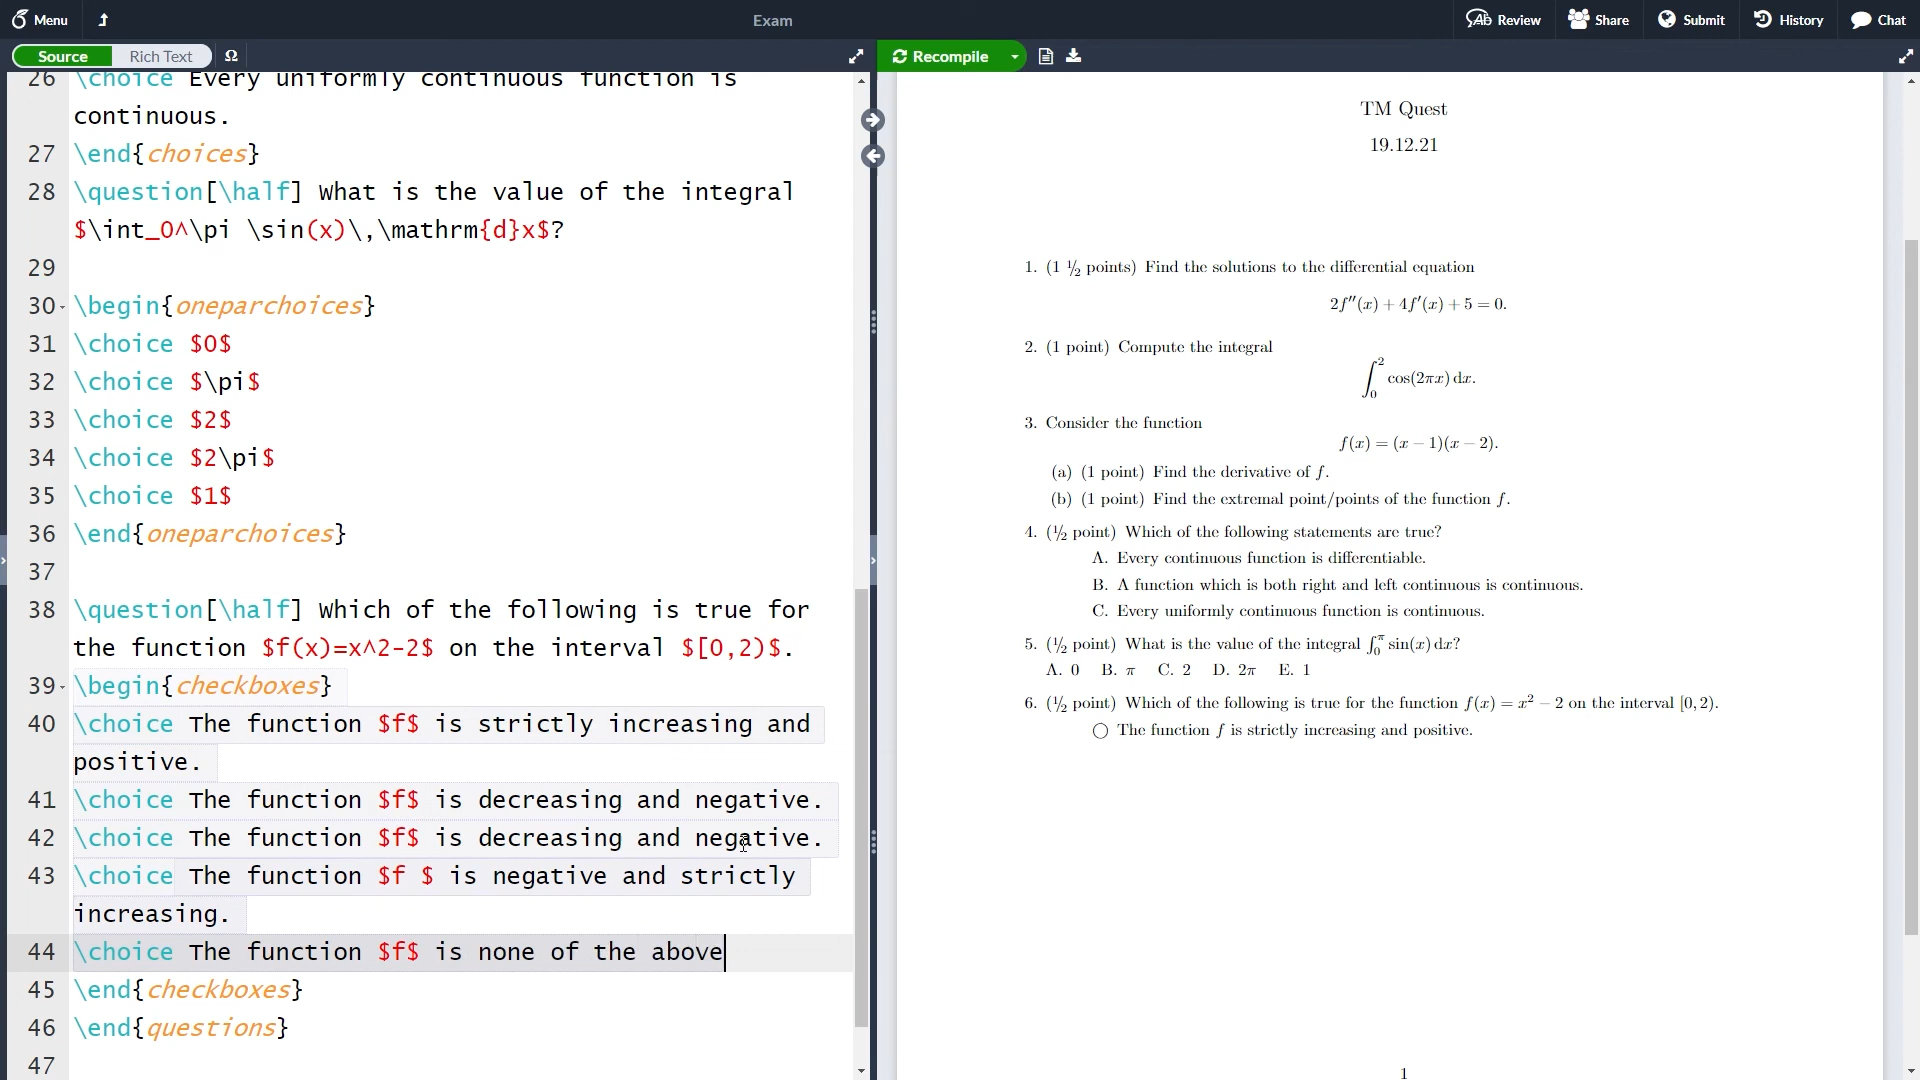 Menu
Exam
Review
Share
Submit
History
Chat
Source
Rich Text
Ω
Recompile
26 \choice Every uniformly continuous function is
continuous.
27 \end{choices}
28 \question[\half] What is the value of the integral
$\int_0^\pi \sin(x)\,\mathrm{d}x$?
29
30 \begin{oneparchoices}
31 \choice $0$
32 \choice $\pi$
33 \choice $2$
34 \choice $2\pi$
35 \choice $1$
36 \end{oneparchoices}
37
38 \question[\half] Which of the following is true for
the function $f(x)=x^2-2$ on the interval $[0,2)$.
39 \begin{checkboxes}
40 \choice The function $f$ is strictly increasing and
positive.
41 \choice The function $f$ is decreasing and negative.
42 \choice The function $f$ is decreasing and negative.
43 \choice The function $f $ is negative and strictly
increasing.
44 \choice The function $f$ is none of the above
45 \end{checkboxes}
46 \end{questions}
47
TM Quest
19.12.21
1. (1 ½ points) Find the solutions to the differential equation
2f″(x) + 4f′(x) + 5 = 0.
2. (1 point) Compute the integral
∫₀² cos(2πx) dx.
3. Consider the function
f(x) = (x − 1)(x − 2).
(a) (1 point) Find the derivative of f.
(b) (1 point) Find the extremal point/points of the function f.
4. (½ point) Which of the following statements are true?
A. Every continuous function is differentiable.
B. A function which is both right and left continuous is continuous.
C. Every uniformly continuous function is continuous.
5. (½ point) What is the value of the integral ∫₀^π sin(x) dx?
A. 0 B. π C. 2 D. 2π E. 1
6. (½ point) Which of the following is true for the function f(x) = x² − 2 on the interval [0, 2).
○ The function f is strictly increasing and positive.
1